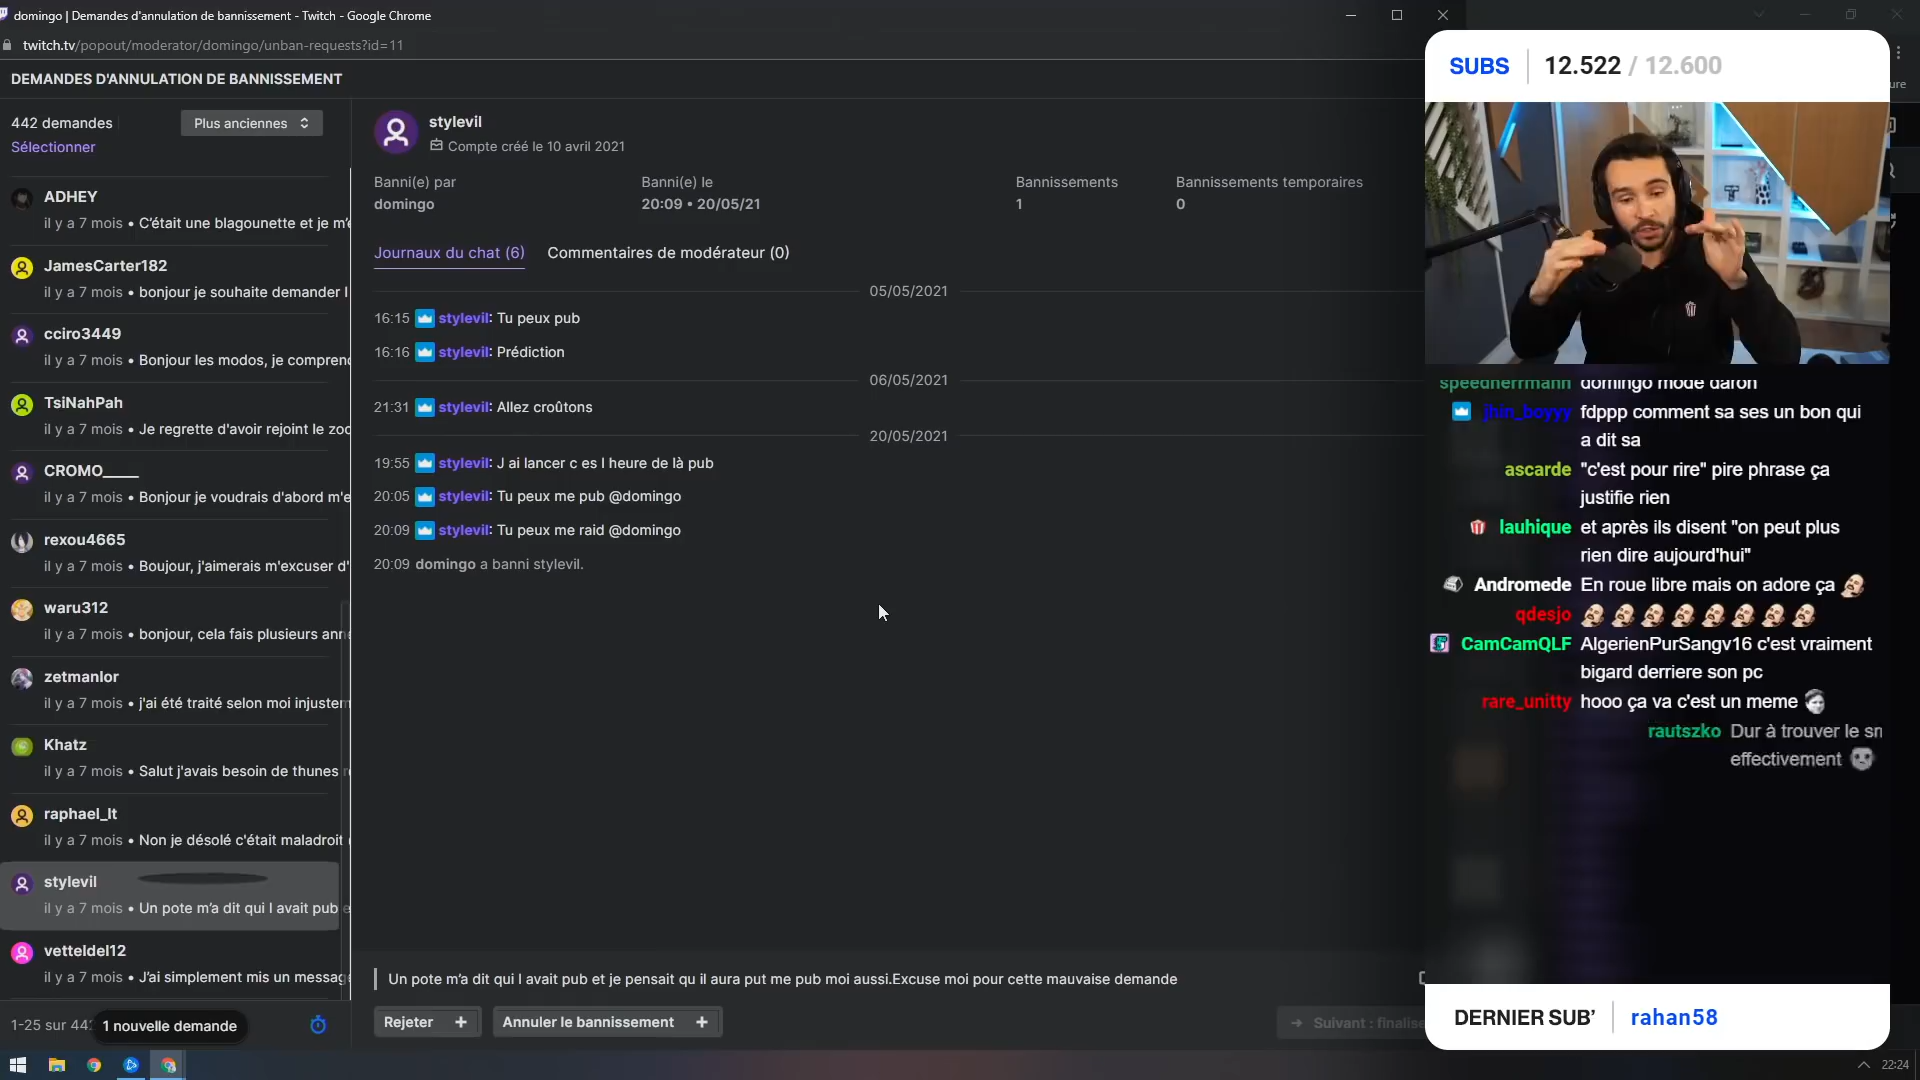 domingo | Demandes d'annulation de bannissement - Twitch - Google Chrome
twitch.tv/popout/moderator/domingo/unban-requests?id=11
DEMANDES D'ANNULATION DE BANNISSEMENT
442 demandes
Plus anciennes
Sélectionner
ADHEY
il y a 7 mois • C'était une blagounette et je m'e
JamesCarter182
il y a 7 mois • bonjour je souhaite demander l
cciro3449
il y a 7 mois • Bonjour les modos, je comprend
TsiNahPah
il y a 7 mois • Je regrette d'avoir rejoint le zoo
CROMO_____
il y a 7 mois • Bonjour je voudrais d'abord m'e
rexou4665
il y a 7 mois • Boujour, j'aimerais m'excuser d'
waru312
il y a 7 mois • bonjour, cela fais plusieurs ann
zetmanlor
il y a 7 mois • j'ai été traité selon moi injustem
Khatz
il y a 7 mois • Salut j'avais besoin de thunes
raphael_lt
il y a 7 mois • Non je désolé c'était maladroit
stylevil
il y a 7 mois • Un pote m'a dit qui l avait pub e
vetteldel12
il y a 7 mois • J'ai simplement mis un message
1-25 sur 442
1 nouvelle demande
stylevil
Compte créé le 10 avril 2021
Banni(e) par
domingo
Banni(e) le
20:09 • 20/05/21
Bannissements
1
Bannissements temporaires
0
Journaux du chat (6)
Commentaires de modérateur (0)
05/05/2021
16:15 stylevil: Tu peux pub
16:16 stylevil: Prédiction
06/05/2021
21:31 stylevil: Allez croûtons
20/05/2021
19:55 stylevil: J ai lancer c es l heure de là pub
20:05 stylevil: Tu peux me pub @domingo
20:09 stylevil: Tu peux me raid @domingo
20:09 domingo a banni stylevil.
Un pote m'a dit qui l avait pub et je pensait qu il aura put me pub moi aussi.Excuse moi pour cette mauvaise demande
Rejeter +
Annuler le bannissement +
Suivant : finalise
SUBS
12.522 / 12.600
ure
speedherrmann domingo mode daron
jhin_boyyy fdppp comment sa ses un bon qui
a dit sa
ascarde "c'est pour rire" pire phrase ça
justifie rien
lauhique et après ils disent "on peut plus
rien dire aujourd'hui"
Andromede En roue libre mais on adore ça
qdesjo
CamCamQLF AlgerienPurSangv16 c'est vraiment
bigard derriere son pc
rare_unitty hooo ça va c'est un meme
rautszko Dur à trouver le
effectivement
DERNIER SUB'
rahan58
22:24